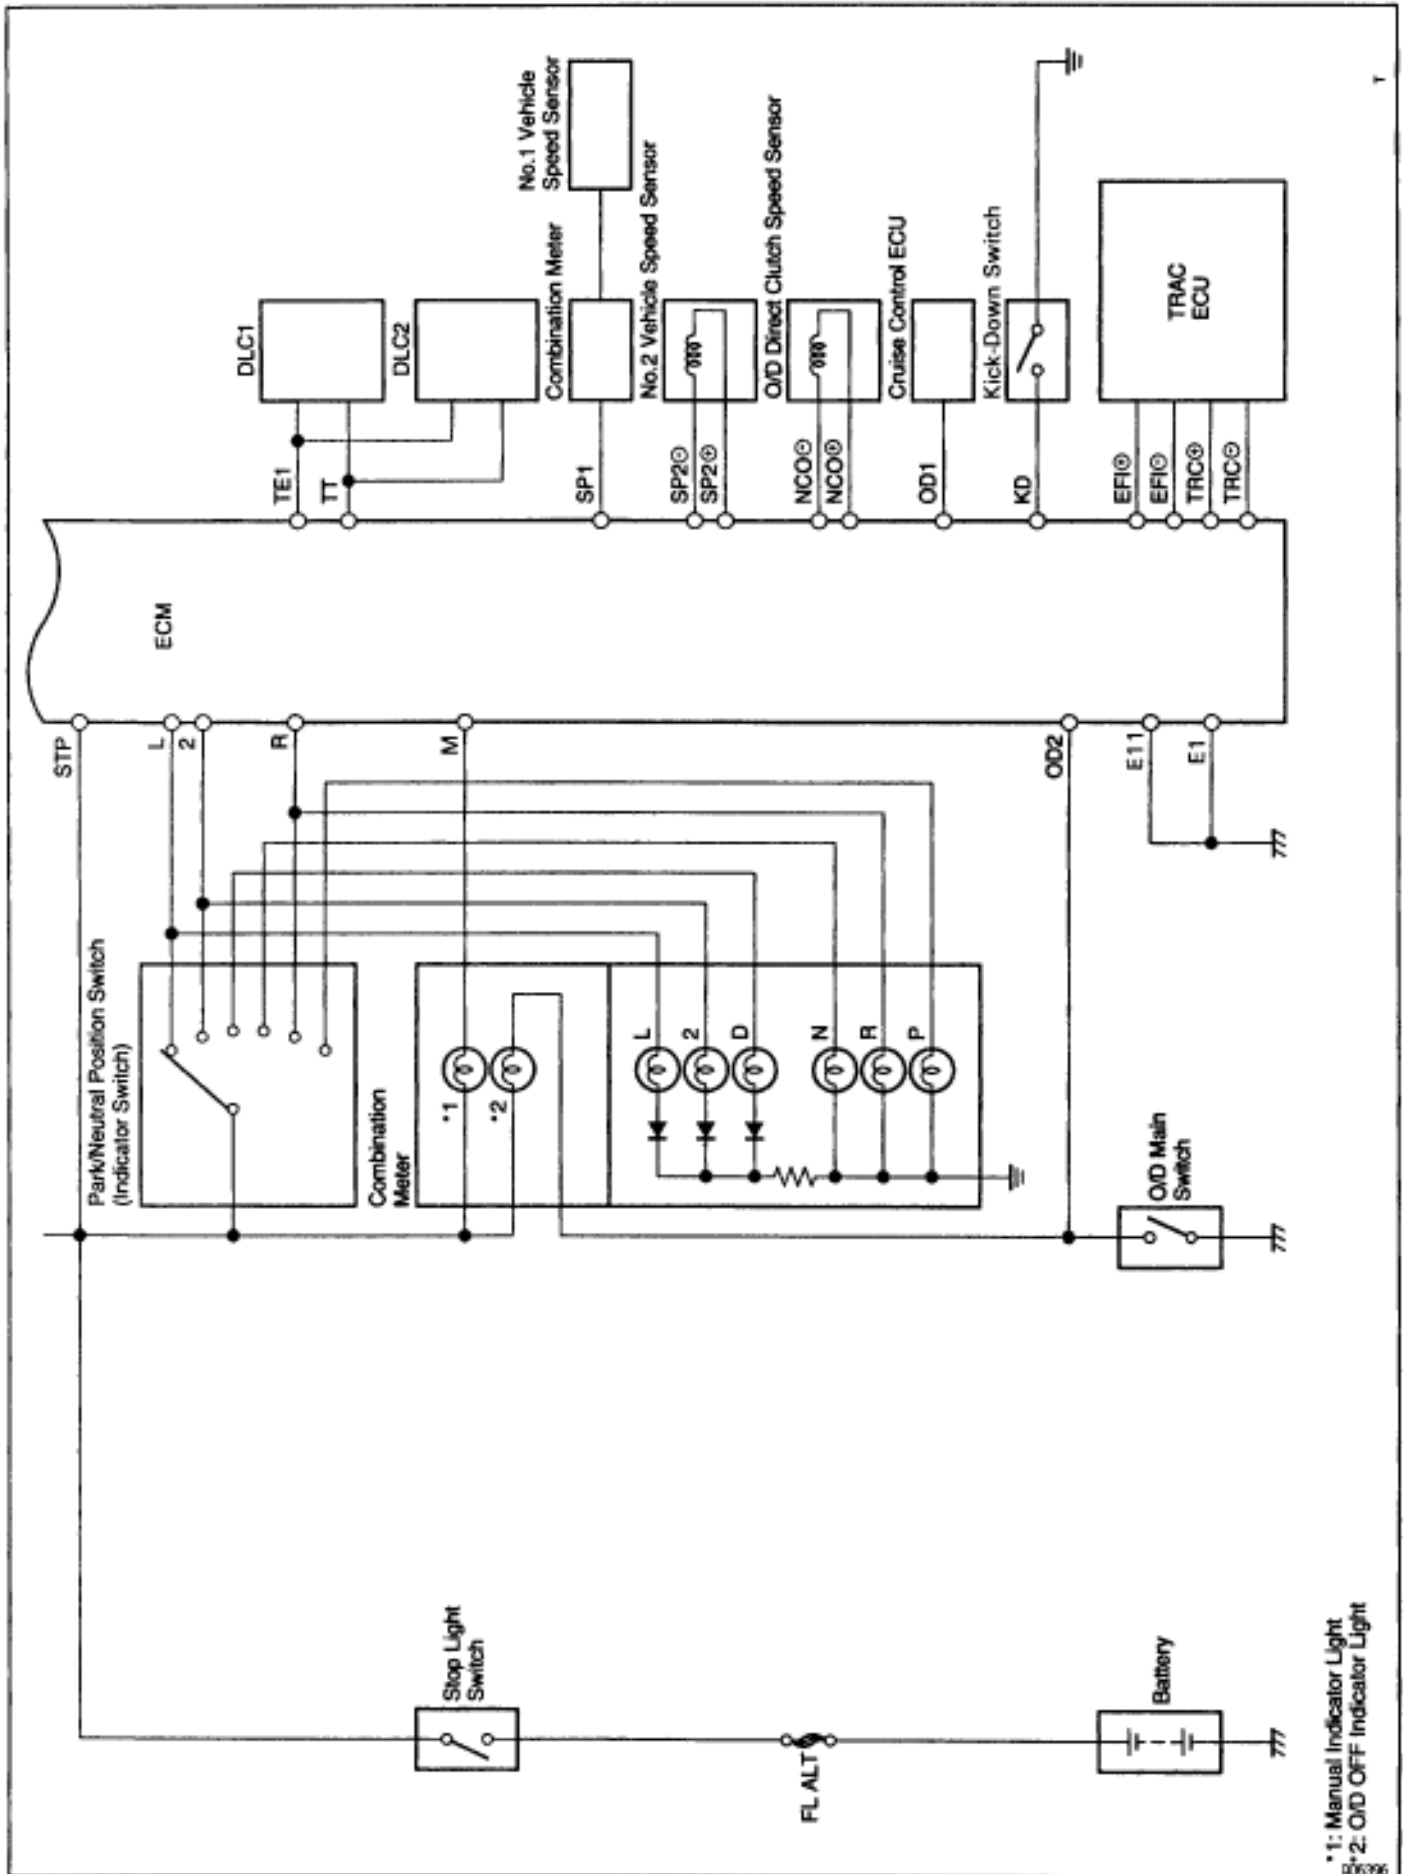 T
No.1 Vehicle
Speed Sensor
DLC1
DLC2
Combination Meter
No.2 Vehicle Speed Sensor
O/D Direct Clutch Speed Sensor
Cruise Control ECU
Kick-Down Switch
TRAC
ECU
TE1
TT
SP1
SP2⊖
SP2⊕
NCO⊖
NCO⊕
OD1
KD
EFI⊕
EFI⊖
TRC⊕
TRC⊖
ECM
STP
L
2
R
M
OD2
E11
E1
Park/Neutral Position Switch
(Indicator Switch)
Combination
Meter
*1
*2
L
2
D
N
R
P
O/D Main
Switch
Stop Light
Switch
FL ALT
Battery
*1: Manual Indicator Light
*2: O/D OFF Indicator Light